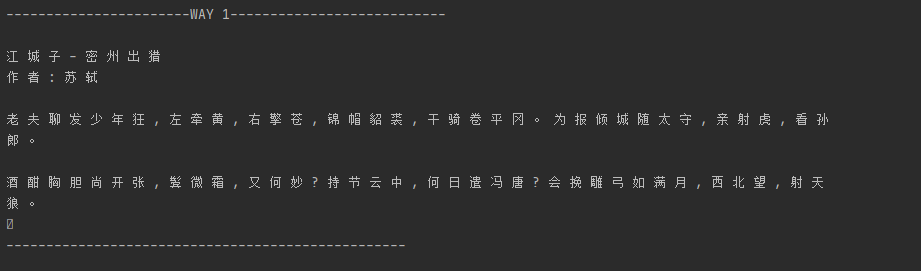 -----------------------WAY 1---------------------------
江城子-密州出猎
作者:苏轼
老夫聊发少年狂,左牵黄,右擎苍,锦帽貂裘,千骑卷平冈。为报倾城随太守,亲射虎,看孙
郎。
酒酣胸胆尚开张,鬓微霜,又何妙?持节云中,何日遣冯唐?会挽雕弓如满月,西北望,射天
狼。
--------------------------------------------------